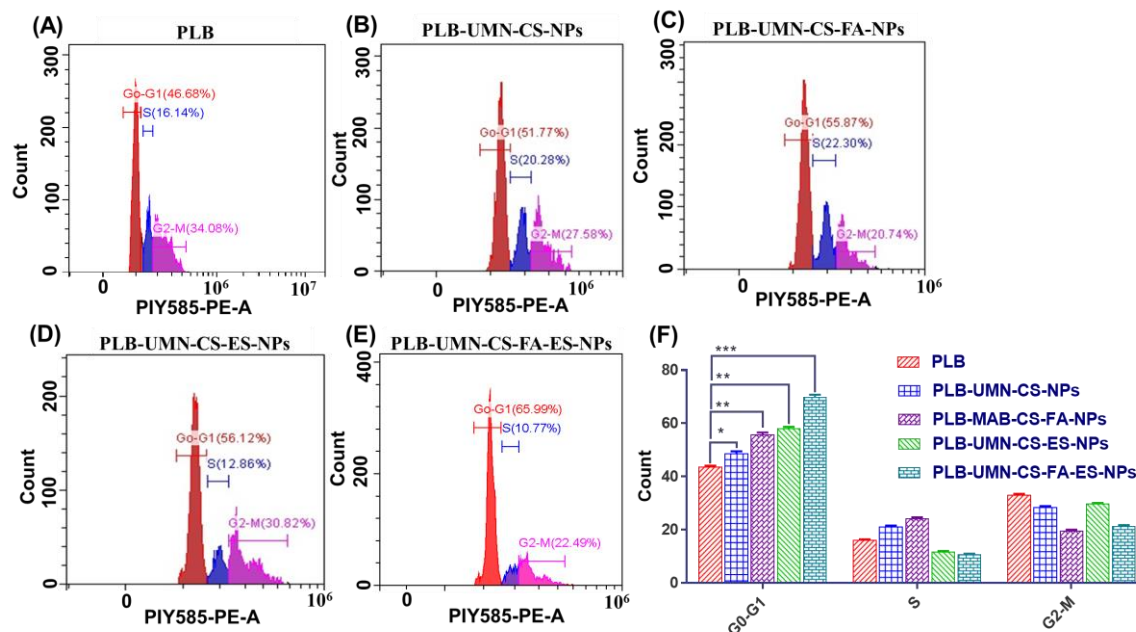 (A)
PLB
300
200
100
0
Count
Go-G1(46.68%)
S(16.14%)
G2-M(34.08%)
0
10⁶
10⁷
PIY585-PE-A
(B)
PLB-UMN-CS-NPs
300
200
100
0
Count
Go-G1(51.77%)
S(20.28%)
G2-M(27.58%)
0
10⁶
PIY585-PE-A
(C)
PLB-UMN-CS-FA-NPs
300
200
100
0
Count
Go-G1(55.87%)
S(22.30%)
G2-M(20.74%)
0
10⁶
PIY585-PE-A
(D)
PLB-UMN-CS-ES-NPs
200
100
0
Count
Go-G1(56.12%)
S(12.86%)
G2-M(30.82%)
0
10⁶
PIY585-PE-A
(E)
PLB-UMN-CS-FA-ES-NPs
400
200
0
Count
Go-G1(65.99%)
S(10.77%)
G2-M(22.49%)
0
10⁶
PIY585-PE-A
(F)
80
60
40
20
0
Count
***
**
**
*
PLB
PLB-UMN-CS-NPs
PLB-MAB-CS-FA-NPs
PLB-UMN-CS-ES-NPs
PLB-UMN-CS-FA-ES-NPs
G0-G1
S
G2-M